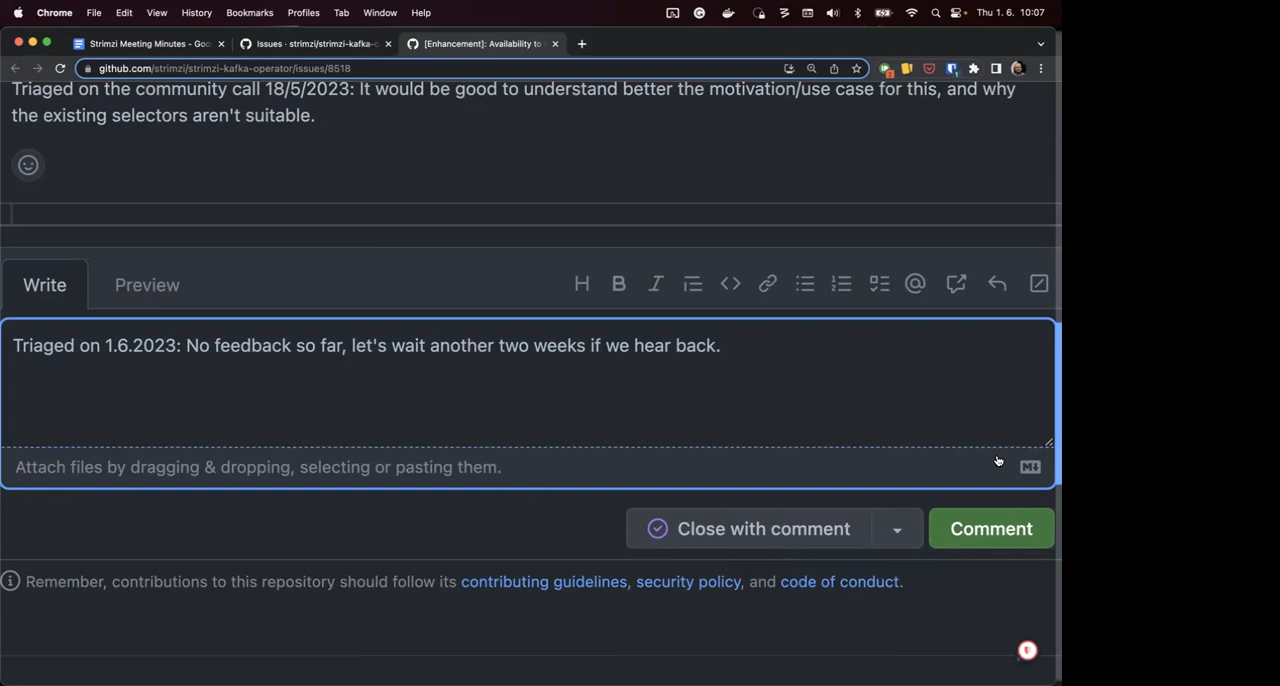 Chrome File Edit View History Bookmarks Profiles Tab Window Help Thu 1. 6. 10:07
Strimzi Meeting Minutes - Goo Issues · strimzi/strimzi-kafka-o [Enhancement]: Availability to
github.com/strimzi/strimzi-kafka-operator/issues/8518
Triaged on the community call 18/5/2023: It would be good to understand better the motivation/use case for this, and why
the existing selectors aren't suitable.
Write Preview
Triaged on 1.6.2023: No feedback so far, let's wait another two weeks if we hear back.
Attach files by dragging & dropping, selecting or pasting them.
Close with comment Comment
Remember, contributions to this repository should follow its contributing guidelines, security policy, and code of conduct.